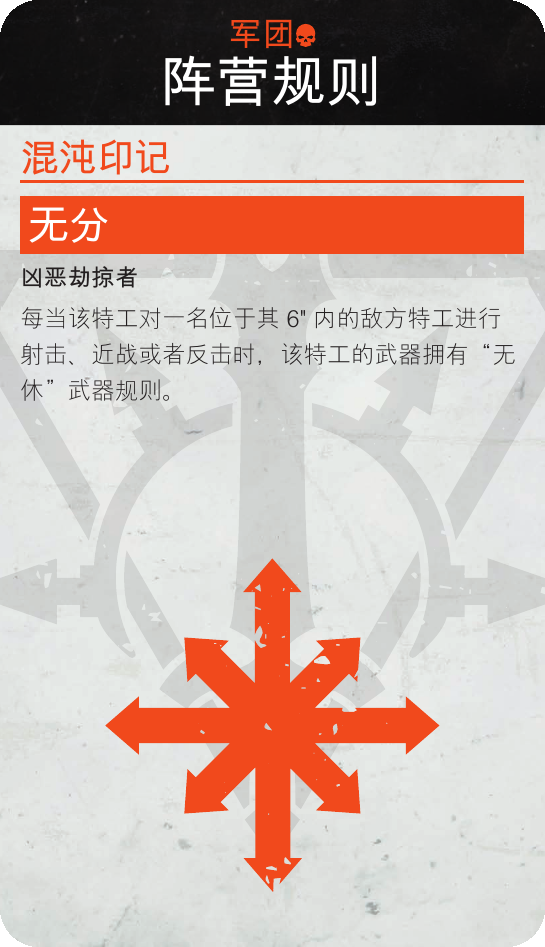 军团
阵营规则
混沌印记
无分
凶恶劫掠者
每当该特工对一名位于其 6" 内的敌方特工进行
射击、近战或者反击时，该特工的武器拥有“无
休”武器规则。